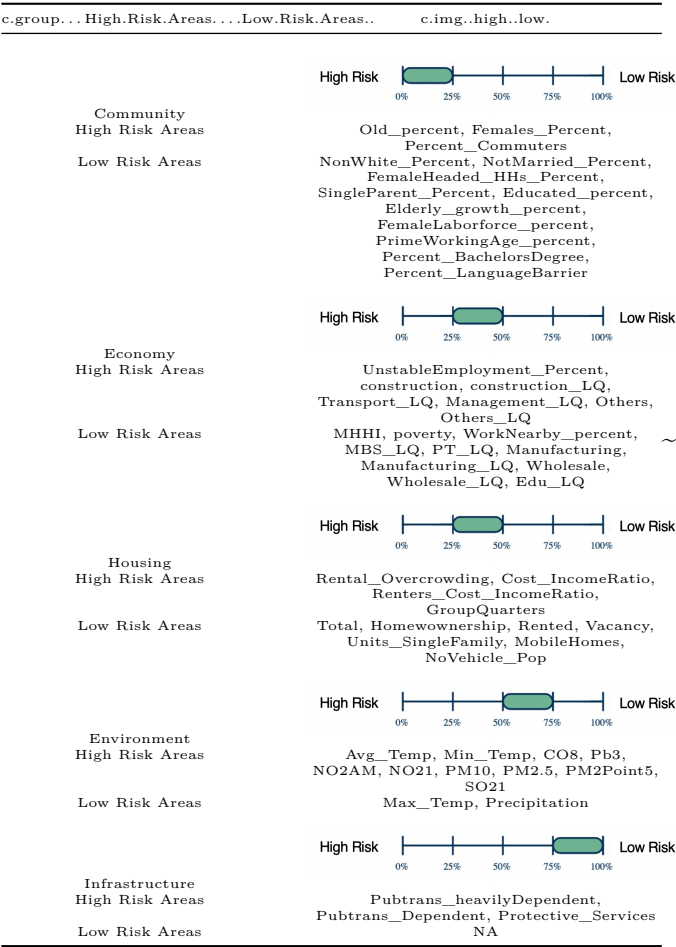 c.group...High.Risk.Areas....Low.Risk.Areas.. c.img..high..low.
High Risk Low Risk
0% 25% 50% 75% 100%
Community
High Risk Areas Old_percent, Females_Percent,
Percent_Commuters
Low Risk Areas NonWhite_Percent, NotMarried_Percent,
FemaleHeaded_HHs_Percent,
SingleParent_Percent, Educated_percent,
Elderly_growth_percent,
FemaleLaborforce_percent,
PrimeWorkingAge_percent,
Percent_BachelorsDegree,
Percent_LanguageBarrier
High Risk Low Risk
0% 25% 50% 75% 100%
Economy
High Risk Areas UnstableEmployment_Percent,
construction, construction_LQ,
Transport_LQ, Management_LQ, Others,
Others_LQ
Low Risk Areas MHHI, poverty, WorkNearby_percent, ~
MBS_LQ, PT_LQ, Manufacturing,
Manufacturing_LQ, Wholesale,
Wholesale_LQ, Edu_LQ
High Risk Low Risk
0% 25% 50% 75% 100%
Housing
High Risk Areas Rental_Overcrowding, Cost_IncomeRatio,
Renters_Cost_IncomeRatio,
GroupQuarters
Low Risk Areas Total, Homewownership, Rented, Vacancy,
Units_SingleFamily, MobileHomes,
NoVehicle_Pop
High Risk Low Risk
0% 25% 50% 75% 100%
Environment
High Risk Areas Avg_Temp, Min_Temp, CO8, Pb3,
NO2AM, NO21, PM10, PM2.5, PM2Point5,
SO21
Low Risk Areas Max_Temp, Precipitation
High Risk Low Risk
0% 25% 50% 75% 100%
Infrastructure
High Risk Areas Pubtrans_heavilyDependent,
Pubtrans_Dependent, Protective_Services
Low Risk Areas NA